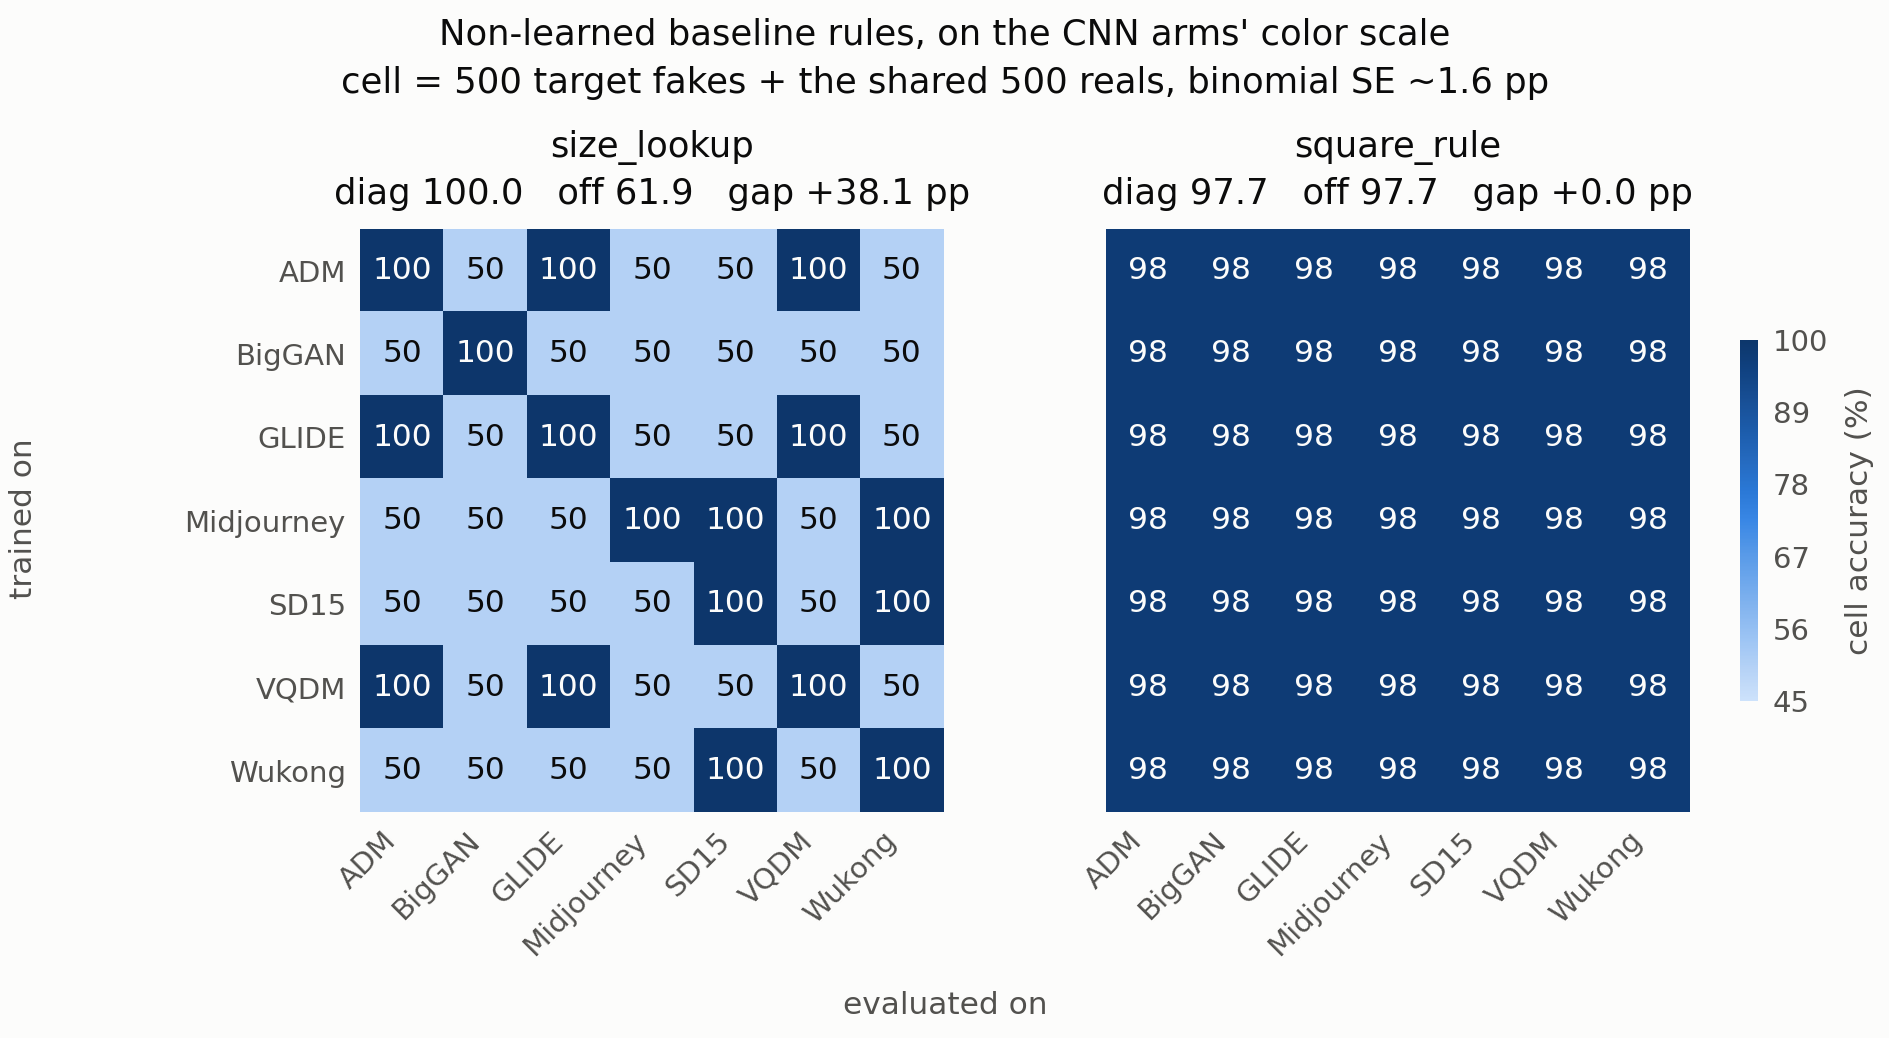 Non-learned baseline rules, on the CNN arms' color scale
cell = 500 target fakes + the shared 500 reals, binomial SE ~1.6 pp
size_lookup
diag 100.0 off 61.9 gap +38.1 pp
square_rule
diag 97.7 off 97.7 gap +0.0 pp
trained on
ADM 100 50 100 50 50 100 50
BigGAN 50 100 50 50 50 50 50
GLIDE 100 50 100 50 50 100 50
Midjourney 50 50 50 100 100 50 100
SD15 50 50 50 50 100 50 100
VQDM 100 50 100 50 50 100 50
Wukong 50 50 50 50 100 50 100
ADM BigGAN GLIDE Midjourney SD15 VQDM Wukong
98 98 98 98 98 98 98
98 98 98 98 98 98 98
98 98 98 98 98 98 98
98 98 98 98 98 98 98
98 98 98 98 98 98 98
98 98 98 98 98 98 98
98 98 98 98 98 98 98
ADM BigGAN GLIDE Midjourney SD15 VQDM Wukong
100
89
78
67
56
45
cell accuracy (%)
evaluated on